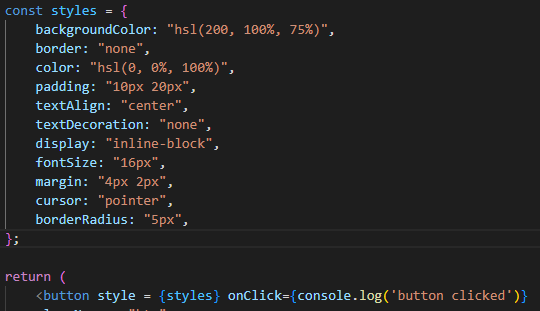 const styles = {
backgroundColor: "hsl(200, 100%, 75%)",
border: "none",
color: "hsl(0, 0%, 100%)",
padding: "10px 20px",
textAlign: "center",
textDecoration: "none",
display: "inline-block",
fontSize: "16px",
margin: "4px 2px",
cursor: "pointer",
borderRadius: "5px",
};
return (
<button style = {styles} onClick={console.log('button clicked')}